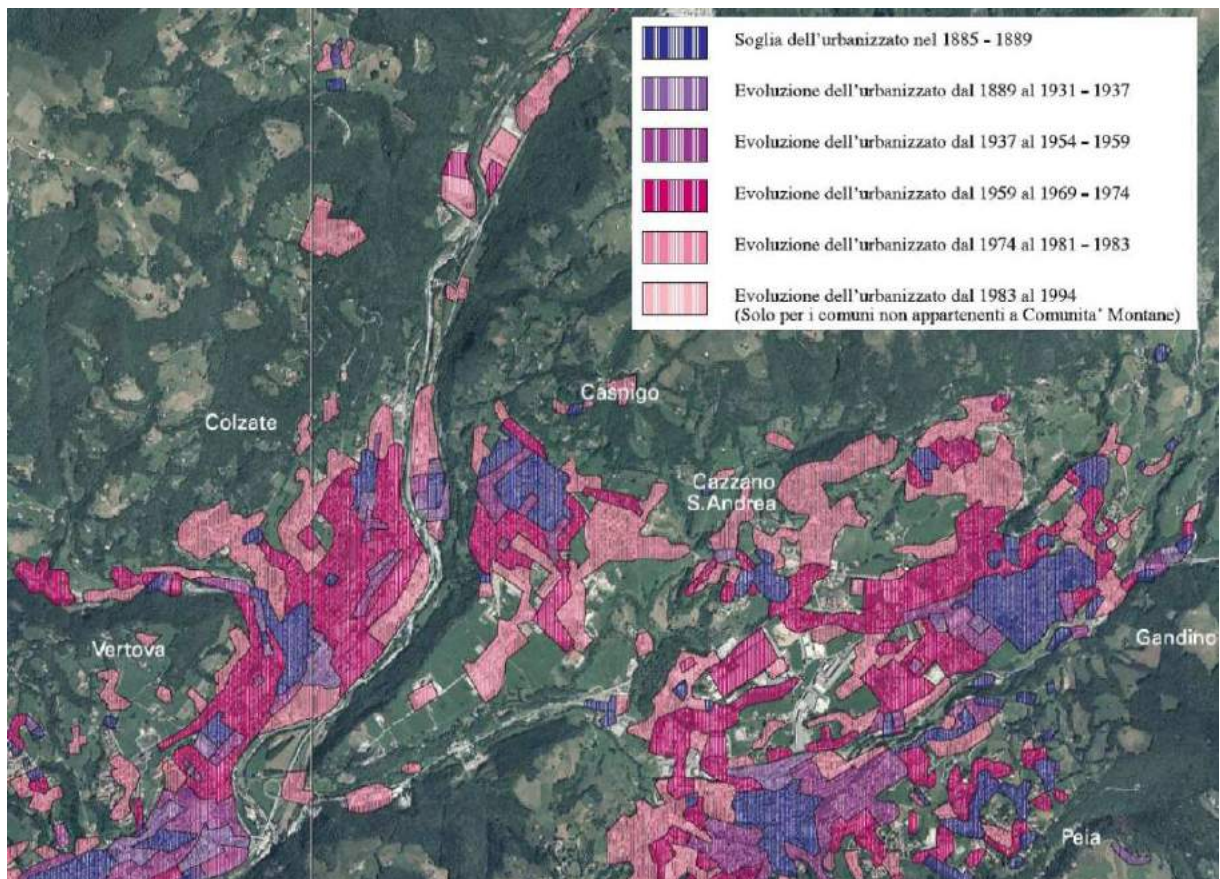 Soglia dell'urbanizzato nel 1885 - 1889
Evoluzione dell'urbanizzato dal 1889 al 1931 - 1937
Evoluzione dell'urbanizzato dal 1937 al 1954 - 1959
Evoluzione dell'urbanizzato dal 1959 al 1969 - 1974
Evoluzione dell'urbanizzato dal 1974 al 1981 - 1983
Evoluzione dell'urbanizzato dal 1983 al 1994
(Solo per i comuni non appartenenti a Comunita' Montane)
Casnigo
Colzate
Cazzano
S.Andrea
Vertova
Gandino
Peia